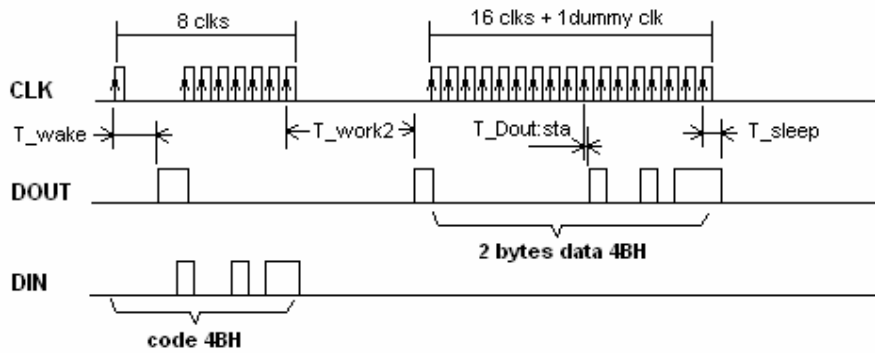 8 clks
16 clks + 1dummy clk
CLK
T_wake
T_work2
T_Dout:sta
T_sleep
DOUT
2 bytes data 4BH
DIN
code 4BH